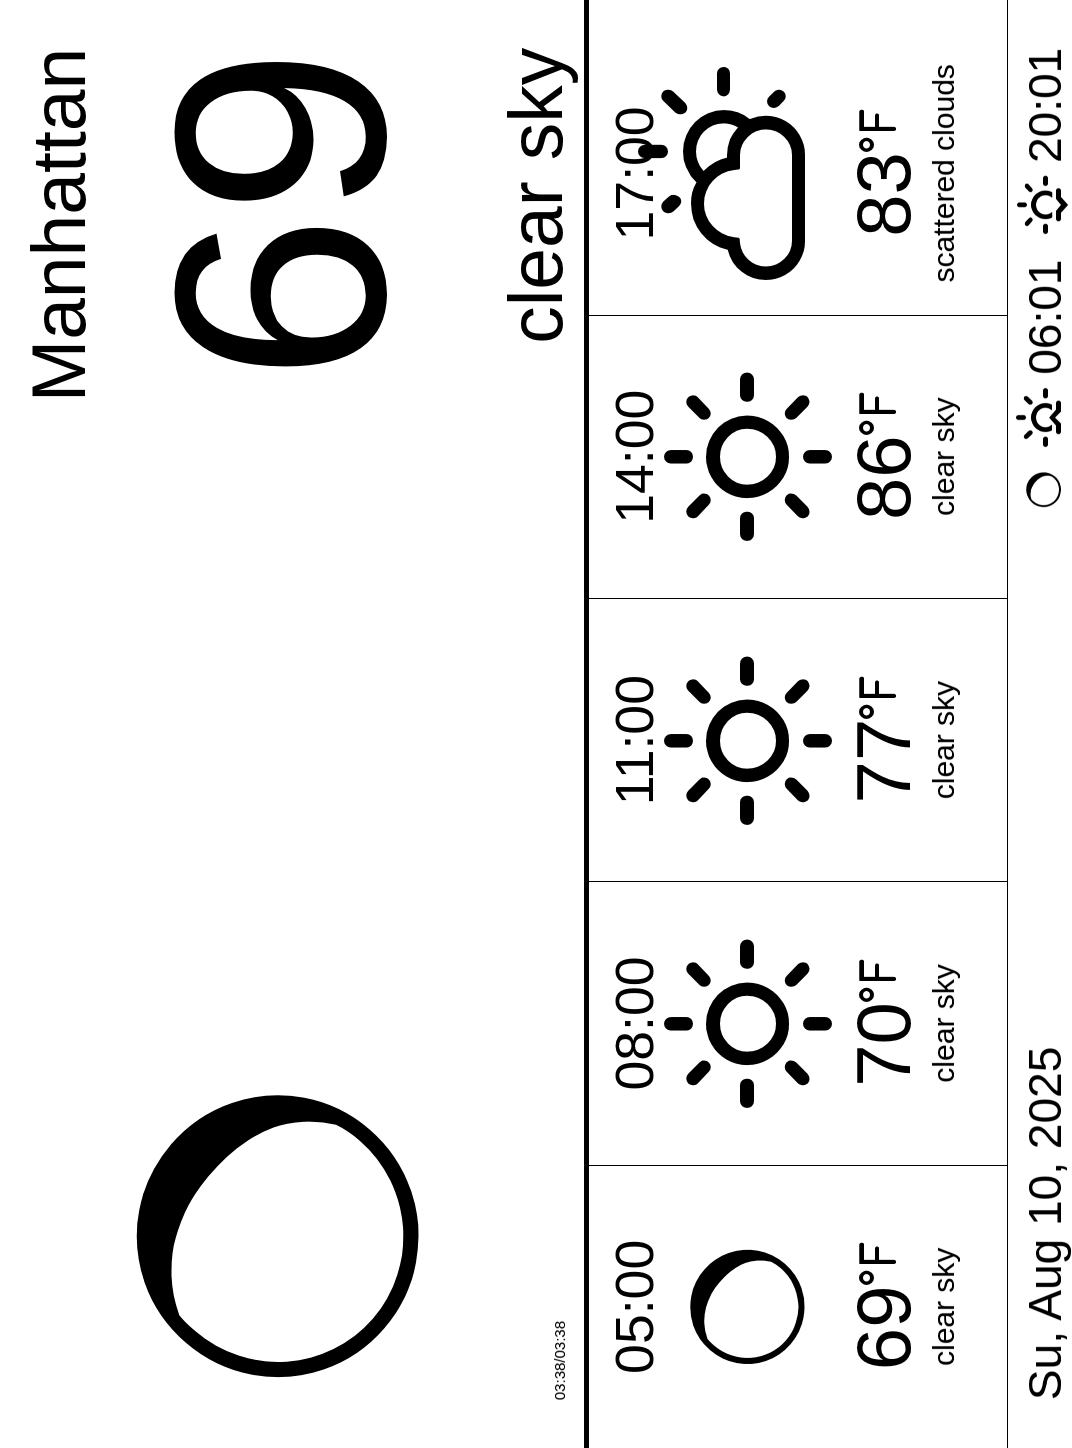 Manhattan
69
clear sky
03:38/03:38
05:00
69°F
clear sky
08:00
70°F
clear sky
11:00
77°F
clear sky
14:00
86°F
clear sky
17:00
83°F
scattered clouds
Su, Aug 10, 2025
06:01
20:01